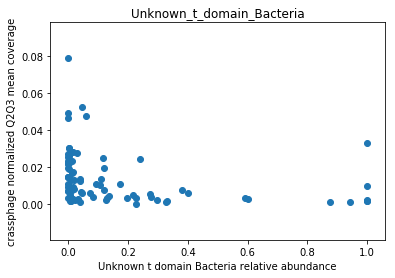 Unknown_t_domain_Bacteria
crassphage normalized Q2Q3 mean coverage
0.08
0.06
0.04
0.02
0.00
0.0 0.2 0.4 0.6 0.8 1.0
Unknown t domain Bacteria relative abundance